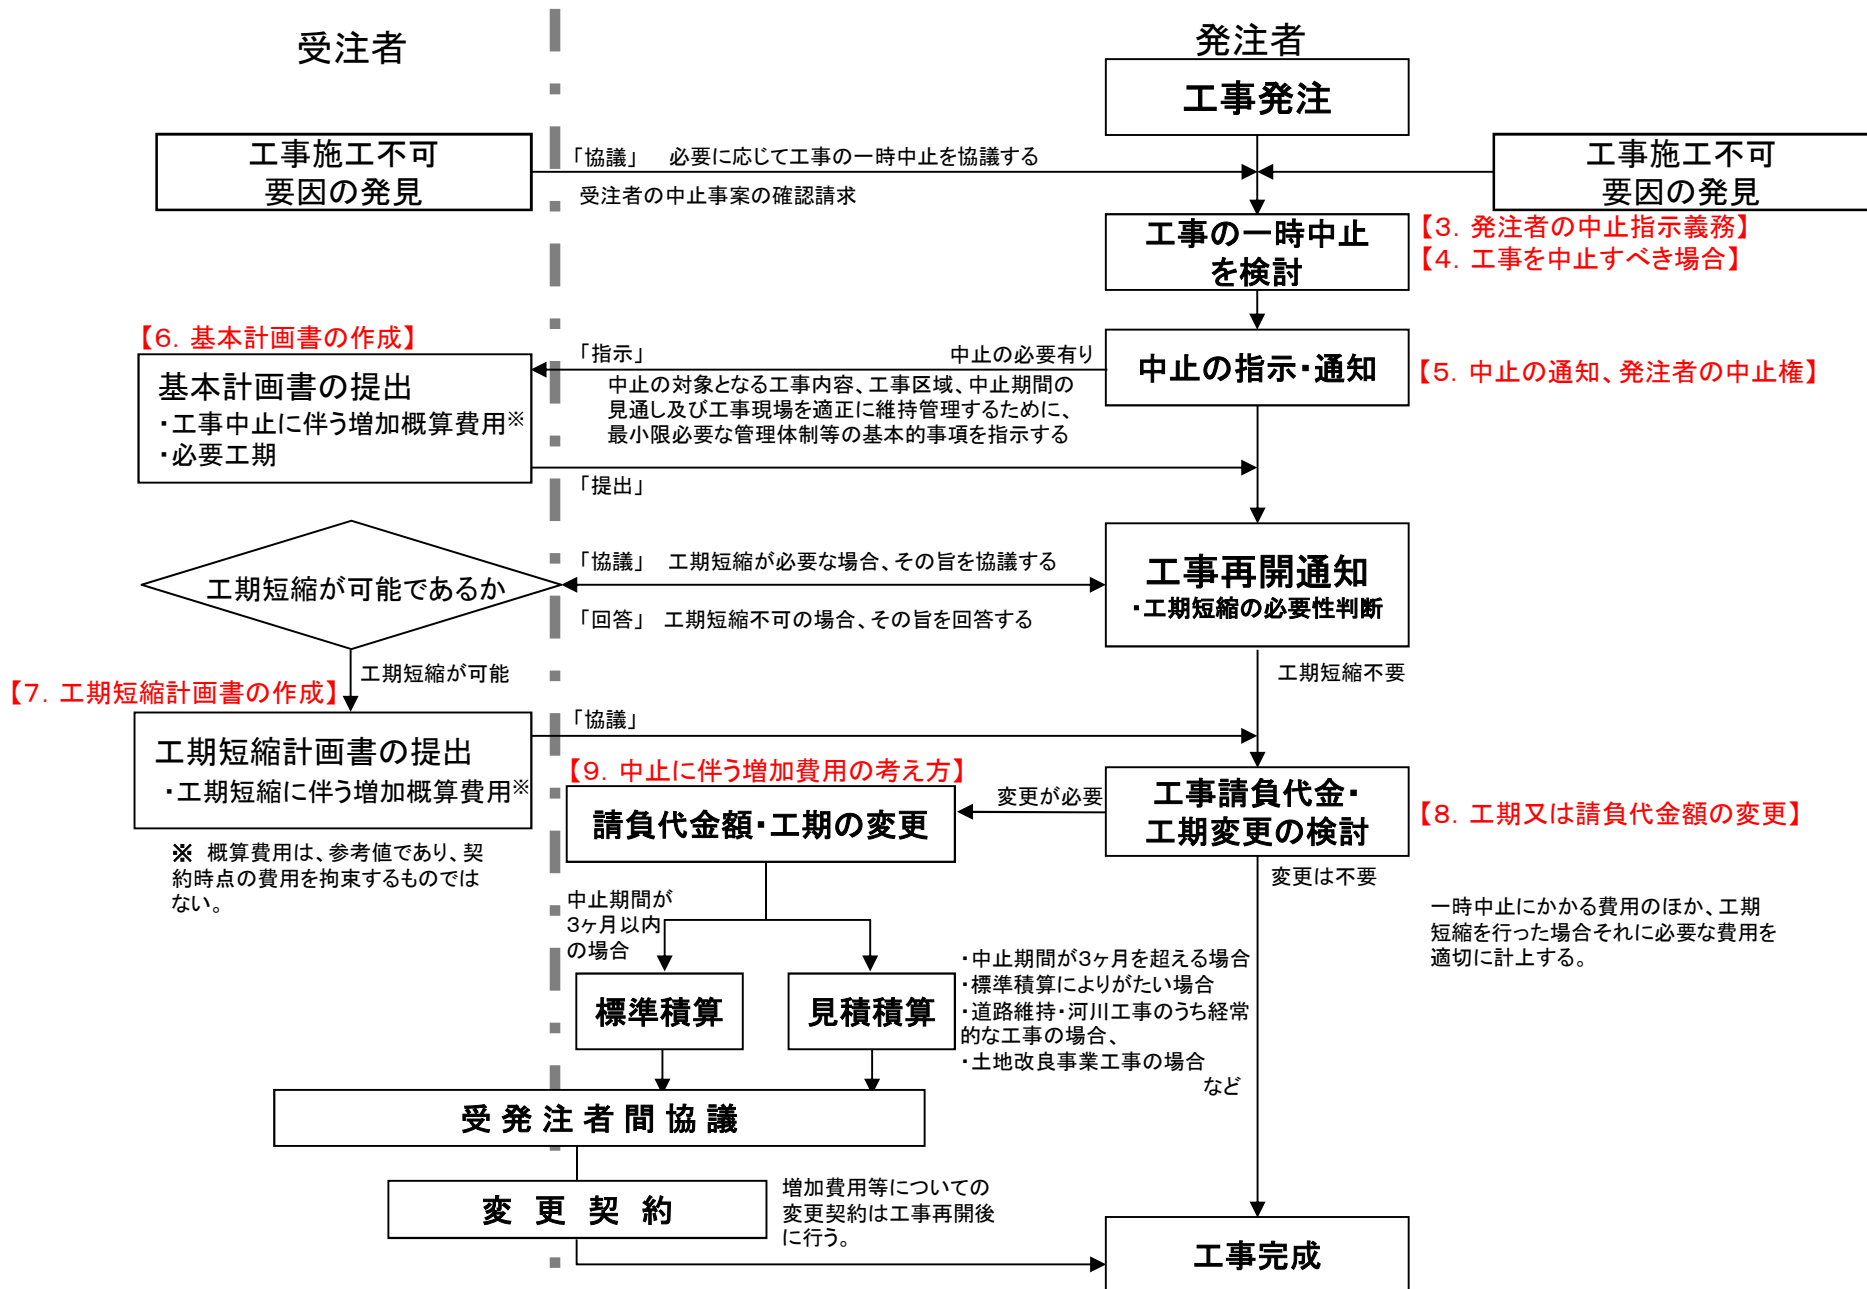 受注者
発注者
工事発注
工事施工不可
要因の発見
「協議」　必要に応じて工事の一時中止を協議する
受注者の中止事案の確認請求
工事施工不可
要因の発見
工事の一時中止
を検討
【３．発注者の中止指示義務】
【４．工事を中止すべき場合】
【６．基本計画書の作成】
基本計画書の提出
・工事中止に伴う増加概算費用※
・必要工期
「指示」
中止の必要有り
中止の対象となる工事内容、工事区域、中止期間の
見通し及び工事現場を適正に維持管理するために、
最小限必要な管理体制等の基本的事項を指示する
中止の指示・通知
【５．中止の通知、発注者の中止権】
「提出」
工期短縮が可能であるか
「協議」　工期短縮が必要な場合、その旨を協議する
「回答」　工期短縮不可の場合、その旨を回答する
工事再開通知
・工期短縮の必要性判断
工期短縮が可能
工期短縮不要
【７．工期短縮計画書の作成】
工期短縮計画書の提出
・工期短縮に伴う増加概算費用※
「協議」
※　概算費用は、参考値であり、契
約時点の費用を拘束するものでは
ない。
【９．中止に伴う増加費用の考え方】
請負代金額・工期の変更
変更が必要
工事請負代金・
工期変更の検討
【８．工期又は請負代金額の変更】
変更は不要
一時中止にかかる費用のほか、工期
短縮を行った場合それに必要な費用を
適切に計上する。
中止期間が
3ヶ月以内
の場合
標準積算
見積積算
・中止期間が3ヶ月を超える場合
・標準積算によりがたい場合
・道路維持・河川工事のうち経常
的な工事の場合、
・土地改良事業工事の場合
など
受発注者間協議
変更契約
増加費用等についての
変更契約は工事再開後
に行う。
工事完成